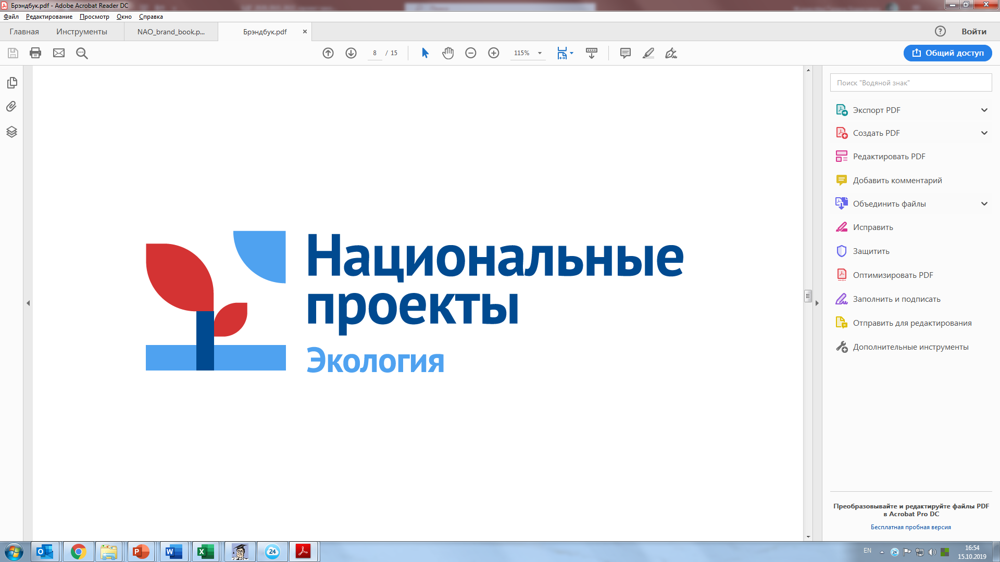 Брэндбук.pdf - Adobe Acrobat Reader DC
Файл Редактирование Просмотр Окно Справка
Главная Инструменты NAO_brand_book.p... Брэндбук.pdf × ? Войти
8 / 15 115% Общий доступ
Поиск "Водяной знак"
Экспорт PDF
Создать PDF
Редактировать PDF
Добавить комментарий
Объединить файлы
Исправить
Защитить
Оптимизировать PDF
Заполнить и подписать
Отправить для редактирования
Дополнительные инструменты
Национальные
проекты
Экология
Преобразовывайте и редактируйте файлы PDF
в Acrobat Pro DC
Бесплатная пробная версия
24
EN 24 16:54
15.10.2019